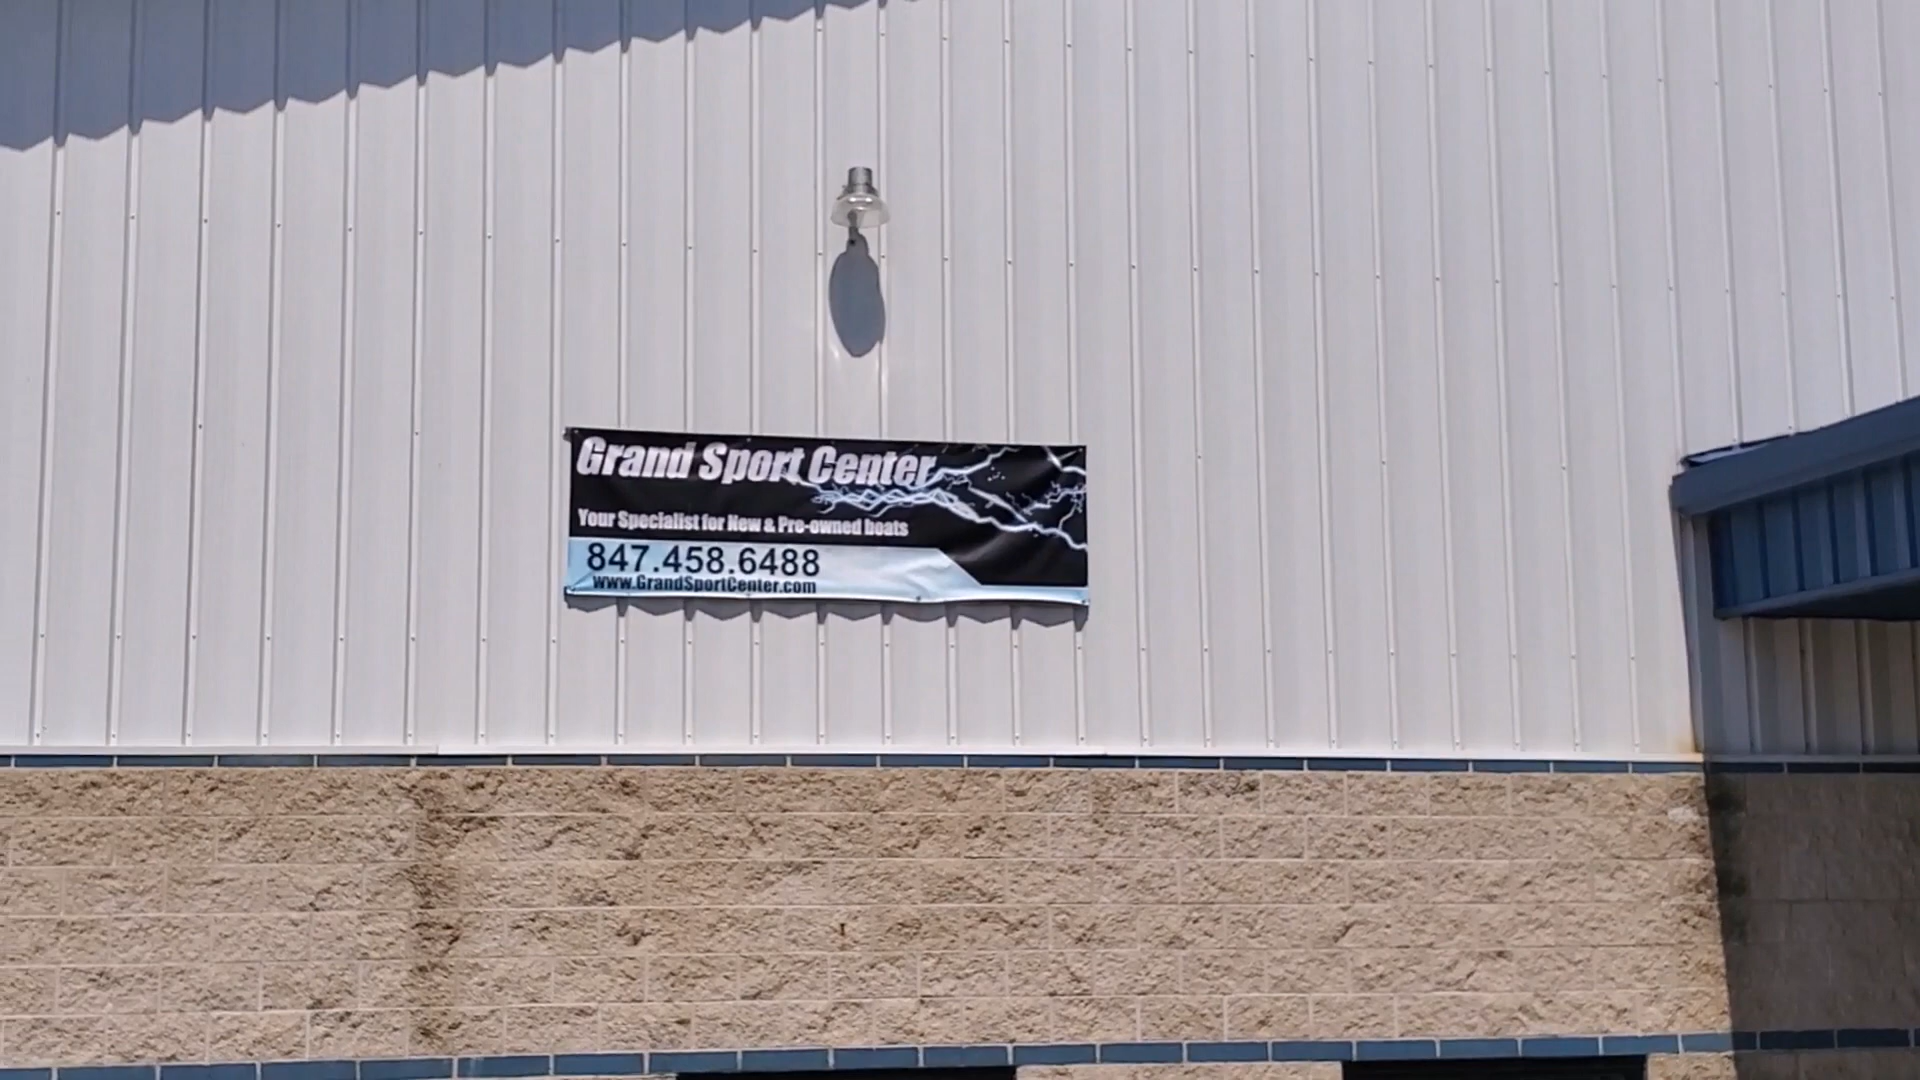 Grand Sport Center
Your Specialist for New & Pre-owned boats
847.458.6488
www.GrandSportCenter.com